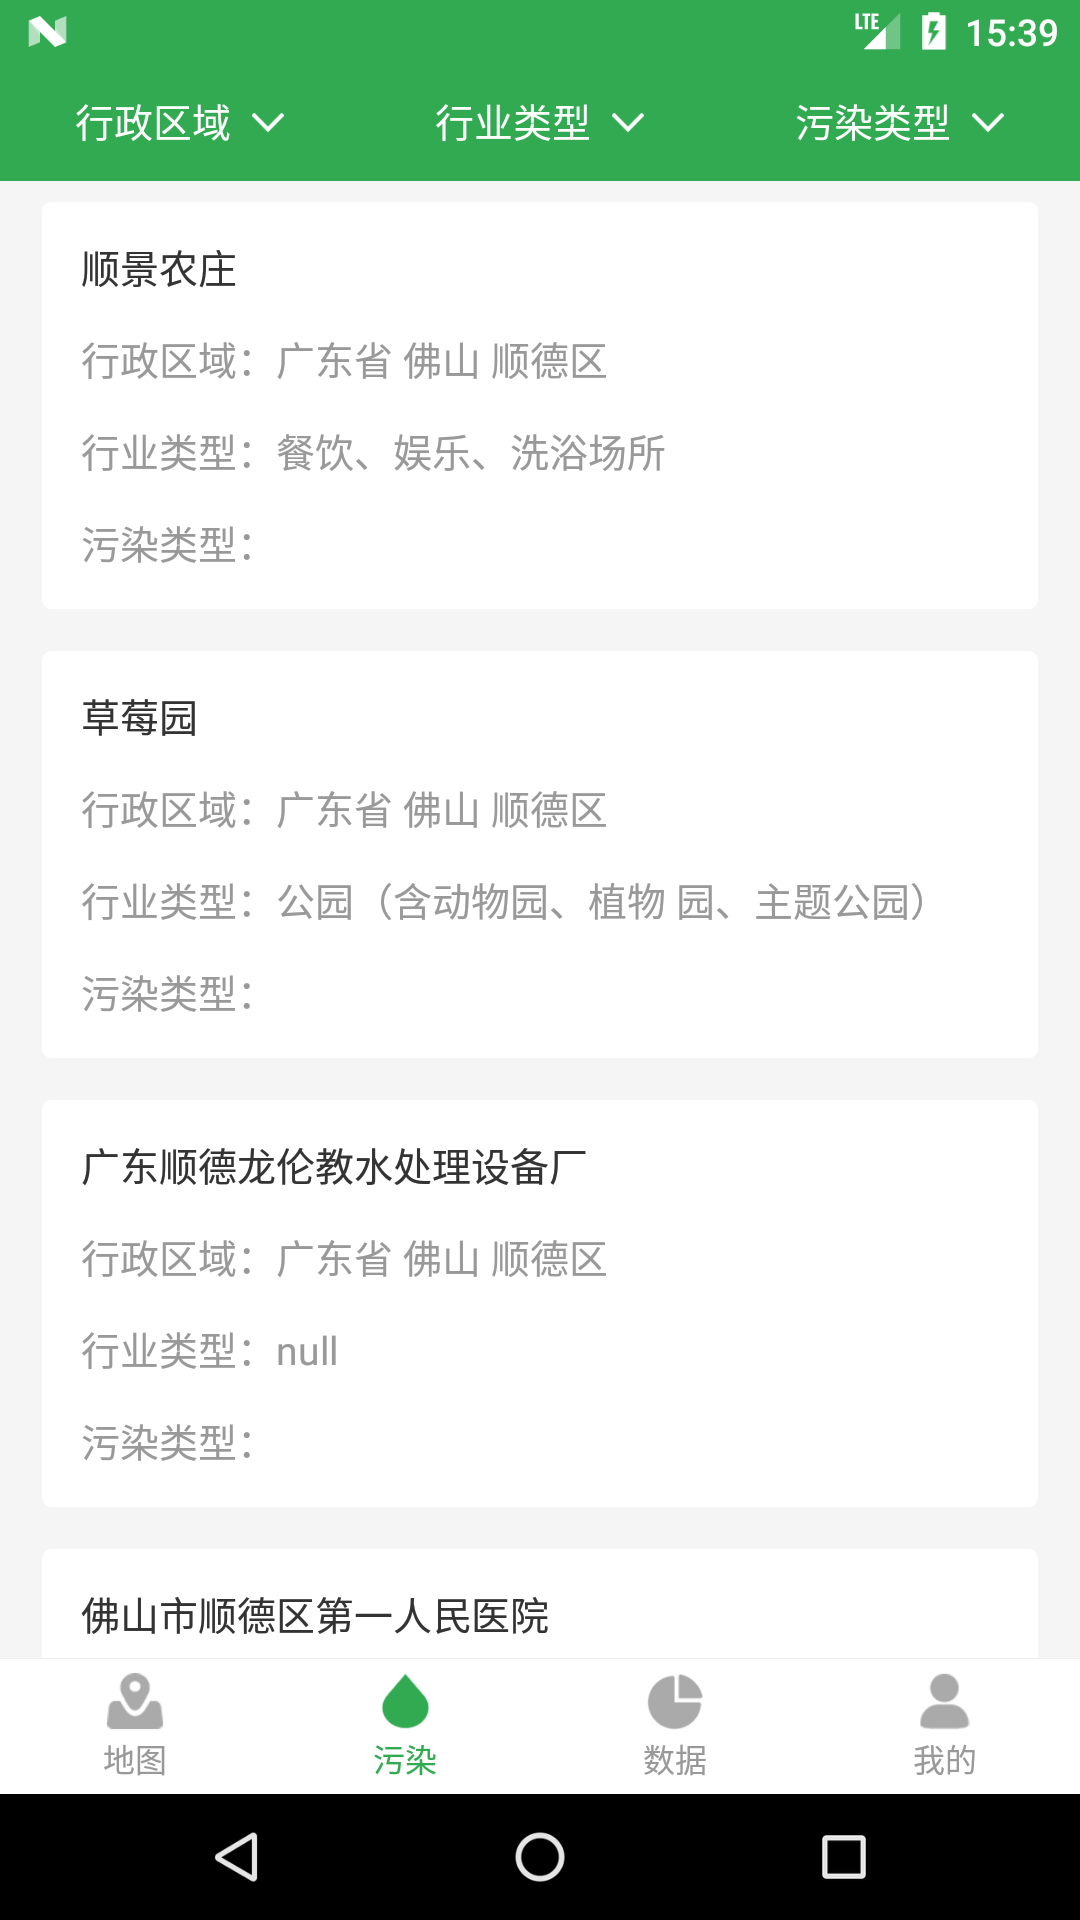 LTE 15:39
行政区域 行业类型 污染类型
顺景农庄
行政区域：广东省 佛山 顺德区
行业类型：餐饮、娱乐、洗浴场所
污染类型：
草莓园
行政区域：广东省 佛山 顺德区
行业类型：公园（含动物园、植物 园、主题公园）
污染类型：
广东顺德龙伦教水处理设备厂
行政区域：广东省 佛山 顺德区
行业类型：null
污染类型：
佛山市顺德区第一人民医院
地图 污染 数据 我的